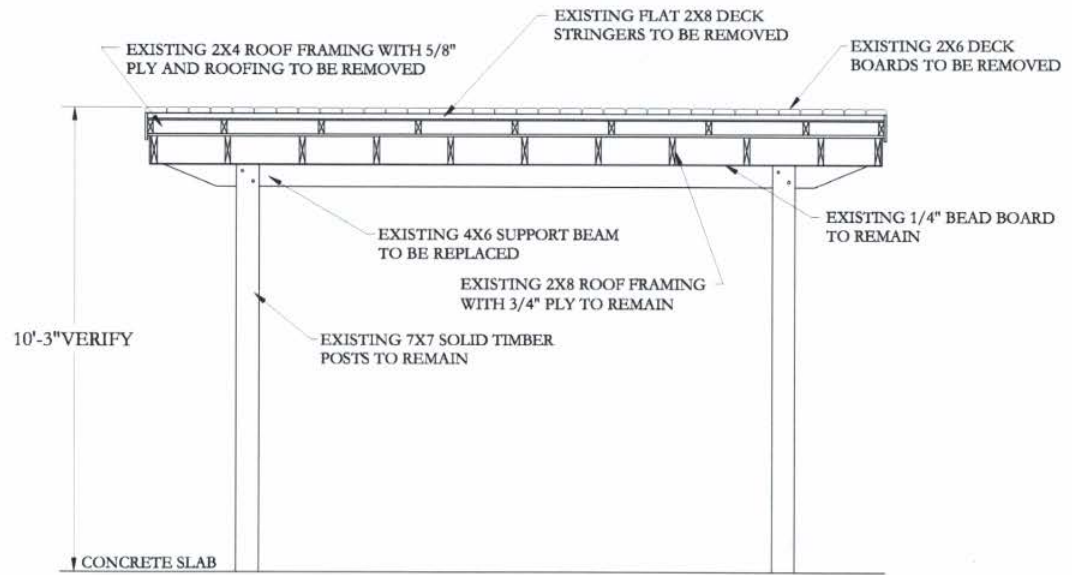 EXISTING FLAT 2X8 DECK
STRINGERS TO BE REMOVED
EXISTING 2X4 ROOF FRAMING WITH 5/8"
PLY AND ROOFING TO BE REMOVED
EXISTING 2X6 DECK
BOARDS TO BE REMOVED
EXISTING 1/4" BEAD BOARD
TO REMAIN
EXISTING 4X6 SUPPORT BEAM
TO BE REPLACED
EXISTING 2X8 ROOF FRAMING
WITH 3/4" PLY TO REMAIN
10'-3"VERIFY
EXISTING 7X7 SOLID TIMBER
POSTS TO REMAIN
CONCRETE SLAB